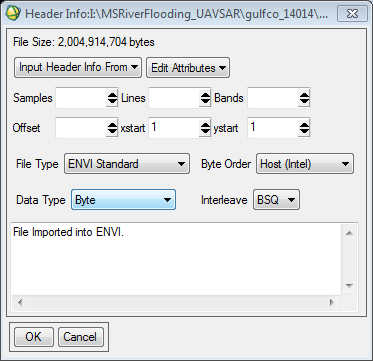 Header Info:I:\MSRiverFlooding_UAVSAR\gulfco_14014\...
File Size: 2,004,914,704 bytes
Input Header Info From Edit Attributes
Samples Lines Bands
Offset xstart 1 ystart 1
File Type ENVI Standard Byte Order Host (Intel)
Data Type Byte Interleave BSQ
File Imported into ENVI.
OK Cancel